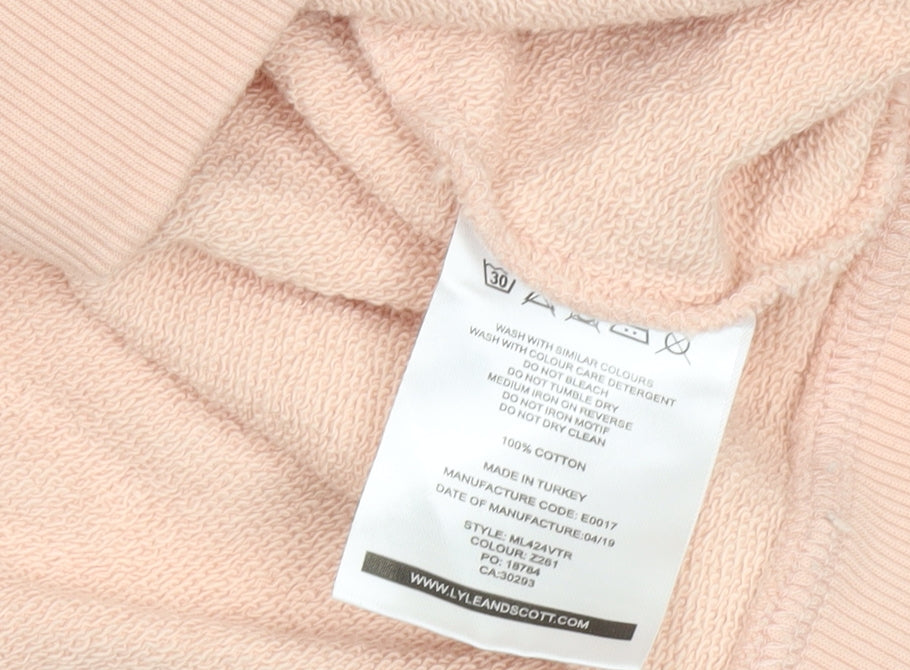 30
WASH WITH SIMILAR COLOURS
WASH WITH COLOUR CARE DETERGENT
DO NOT BLEACH
DO NOT TUMBLE DRY
MEDIUM IRON ON REVERSE
DO NOT IRON MOTIF
DO NOT DRY CLEAN
100% COTTON
MADE IN TURKEY
MANUFACTURE CODE: E0017
DATE OF MANUFACTURE:04/19
STYLE: ML424VTR
COLOUR: Z261
PO: 18784
CA:30293
WWW.LYLEANDSCOTT.COM